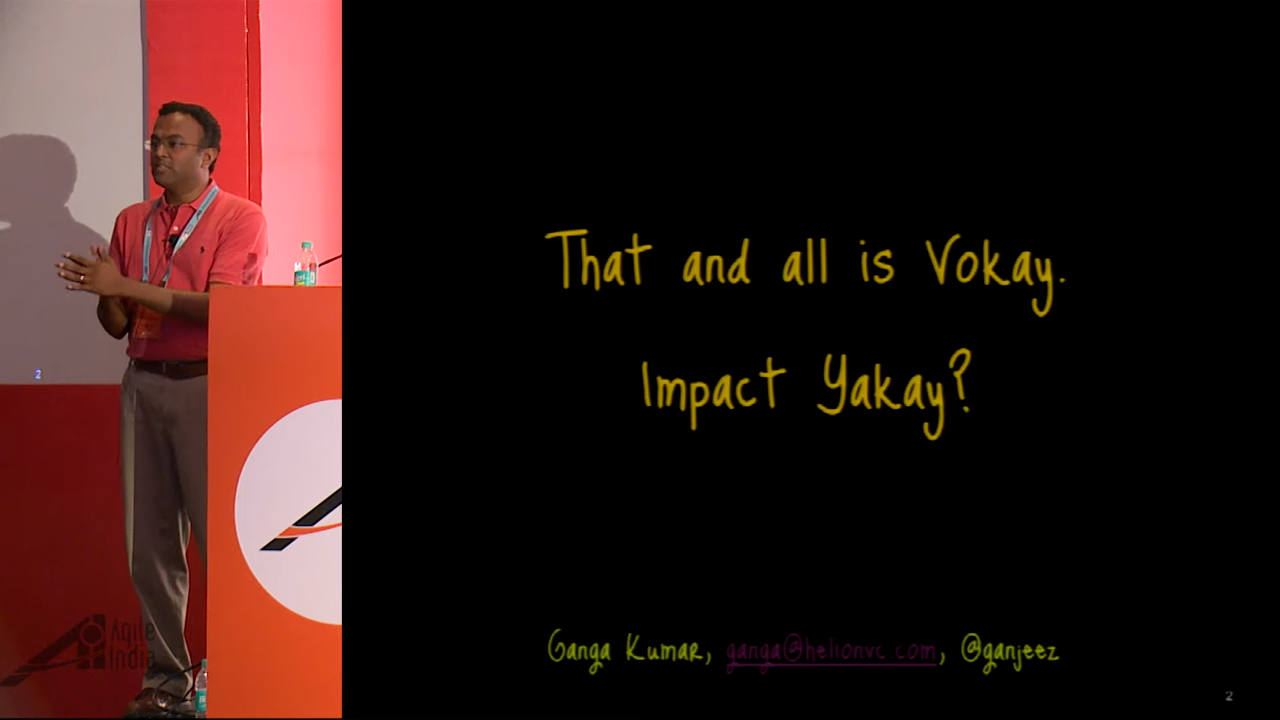 That and all is Vokay.
Impact Yakay?
Ganga Kumar, ganga@helionvc.com, @ganjeez
2
2
Agile
India